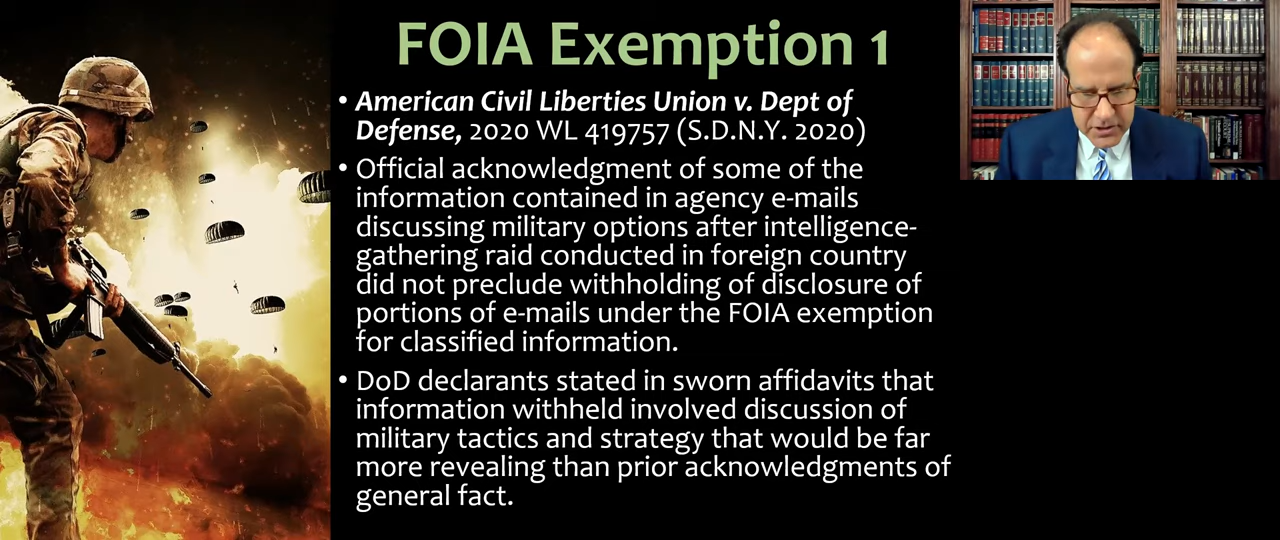 FOIA Exemption 1
• American Civil Liberties Union v. Dept of
Defense, 2020 WL 419757 (S.D.N.Y. 2020)
• Official acknowledgment of some of the
information contained in agency e-mails
discussing military options after intelligence-
gathering raid conducted in foreign country
did not preclude withholding of disclosure of
portions of e-mails under the FOIA exemption
for classified information.
• DoD declarants stated in sworn affidavits that
information withheld involved discussion of
military tactics and strategy that would be far
more revealing than prior acknowledgments of
general fact.